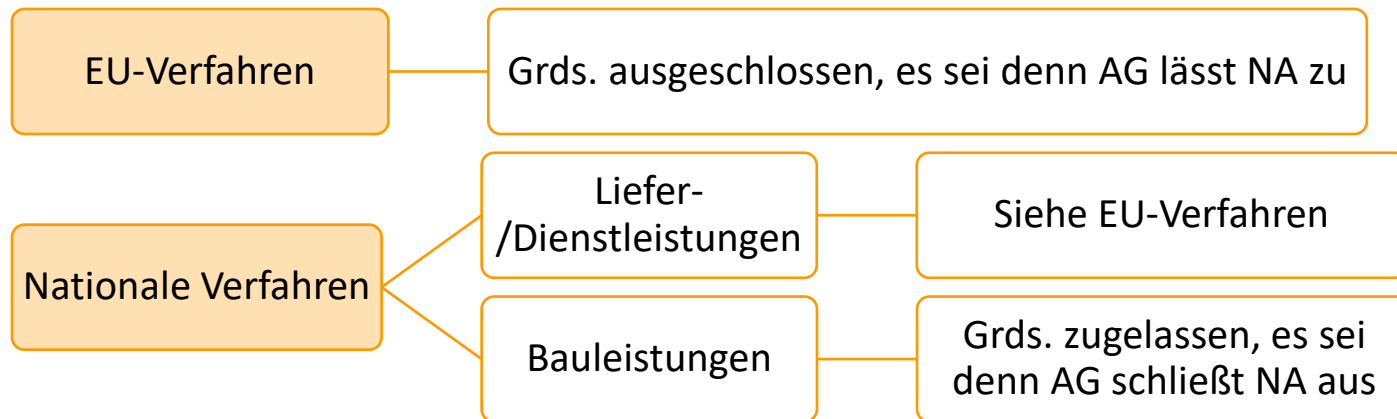 EU-Verfahren
Grds. ausgeschlossen, es sei denn AG lässt NA zu
Nationale Verfahren
Liefer-
/Dienstleistungen
Siehe EU-Verfahren
Bauleistungen
Grds. zugelassen, es sei
denn AG schließt NA aus